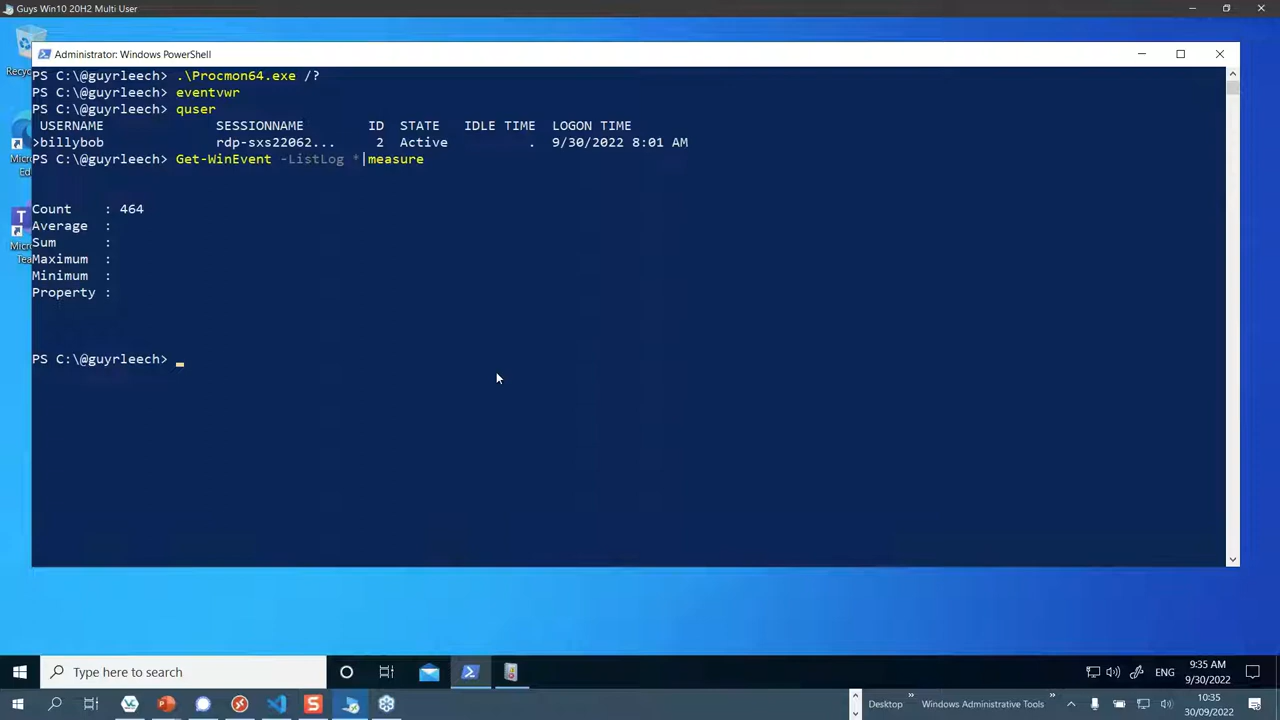 Guys Win10 20H2 Multi User
Administrator: Windows PowerShell
PS C:\@guyrleech> .\Procmon64.exe /?
PS C:\@guyrleech> eventvwr
PS C:\@guyrleech> quser
USERNAME SESSIONNAME ID STATE IDLE TIME LOGON TIME
>billybob rdp-sxs22062... 2 Active . 9/30/2022 8:01 AM
PS C:\@guyrleech> Get-WinEvent -ListLog *|measure
Count : 464
Average :
Sum :
Maximum :
Minimum :
Property :
PS C:\@guyrleech>
Type here to search
ENG
9:35 AM
9/30/2022
Desktop
Windows Administrative Tools
10:35
30/09/2022